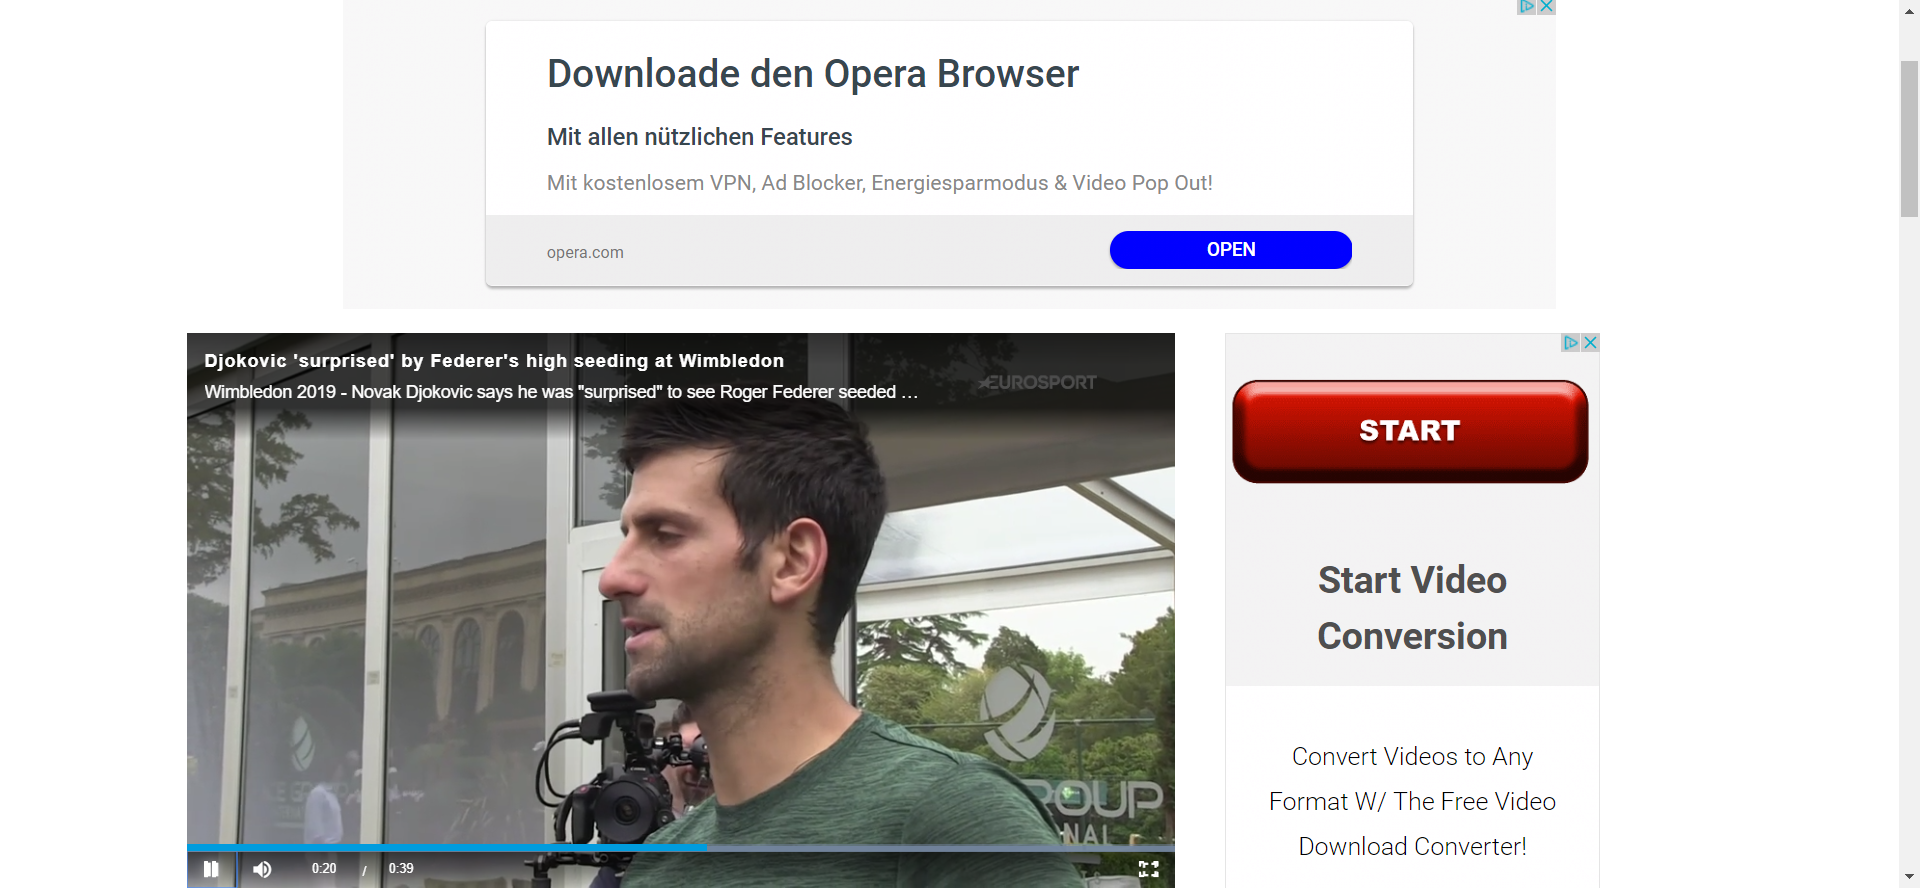 Downloade den Opera Browser
Mit allen nützlichen Features
Mit kostenlosem VPN, Ad Blocker, Energiesparmodus & Video Pop Out!
opera.com
OPEN
Djokovic 'surprised' by Federer's high seeding at Wimbledon
Wimbledon 2019 - Novak Djokovic says he was "surprised" to see Roger Federer seeded ...
EUROSPORT
ROUP
NAL
0:20 / 0:39
START
Start Video
Conversion
Convert Videos to Any
Format W/ The Free Video
Download Converter!